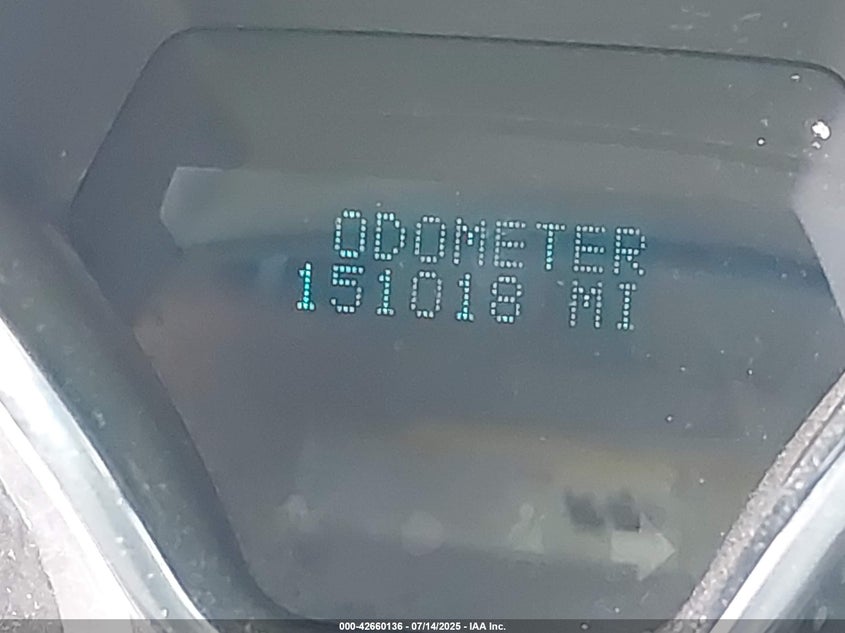 ODOMETER
151018 MI
000-42660136 - 07/14/2025 - IAA Inc.